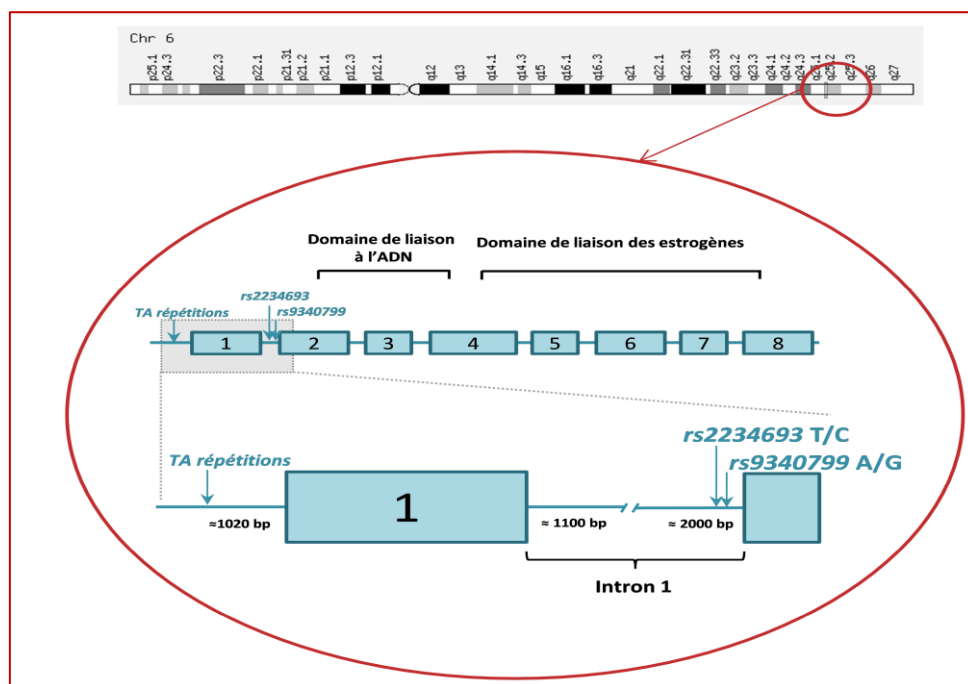 Chr 6
p25.1 p24.3 p22.3 p22.1 p21.31 p21.2 p21.1 p12.3 p12.1 q12 q13 q14.1 q14.3 q15 q16.1 q16.3 q21 q22.1 q22.31 q22.33 q23.2 q23.3 q24.1 q24.2 q24.3 q25.1 q25.2 q25.3 q26 q27
Domaine de liaison
à l'ADN
Domaine de liaison des estrogènes
rs2234693
TA répétitions
rs9340799
1 2 3 4 5 6 7 8
rs2234693 T/C
TA répétitions
rs9340799 A/G
1
≈1020 bp
≈ 1100 bp
≈ 2000 bp
Intron 1